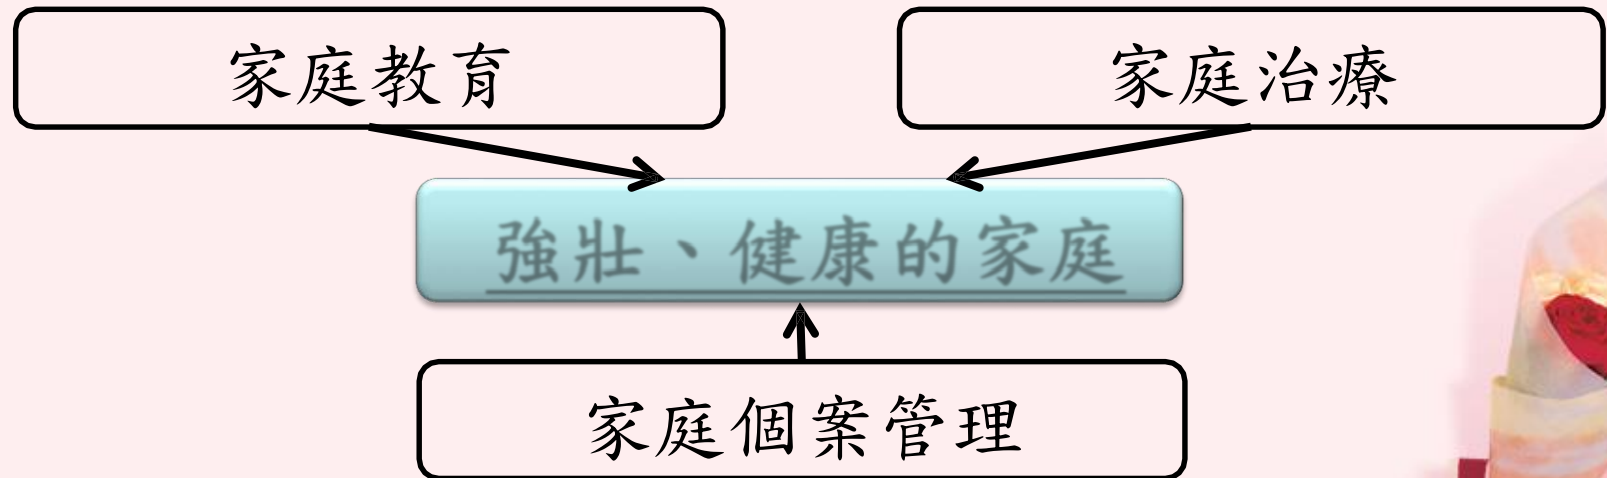 家庭教育
家庭治療
強壯、健康的家庭
家庭個案管理